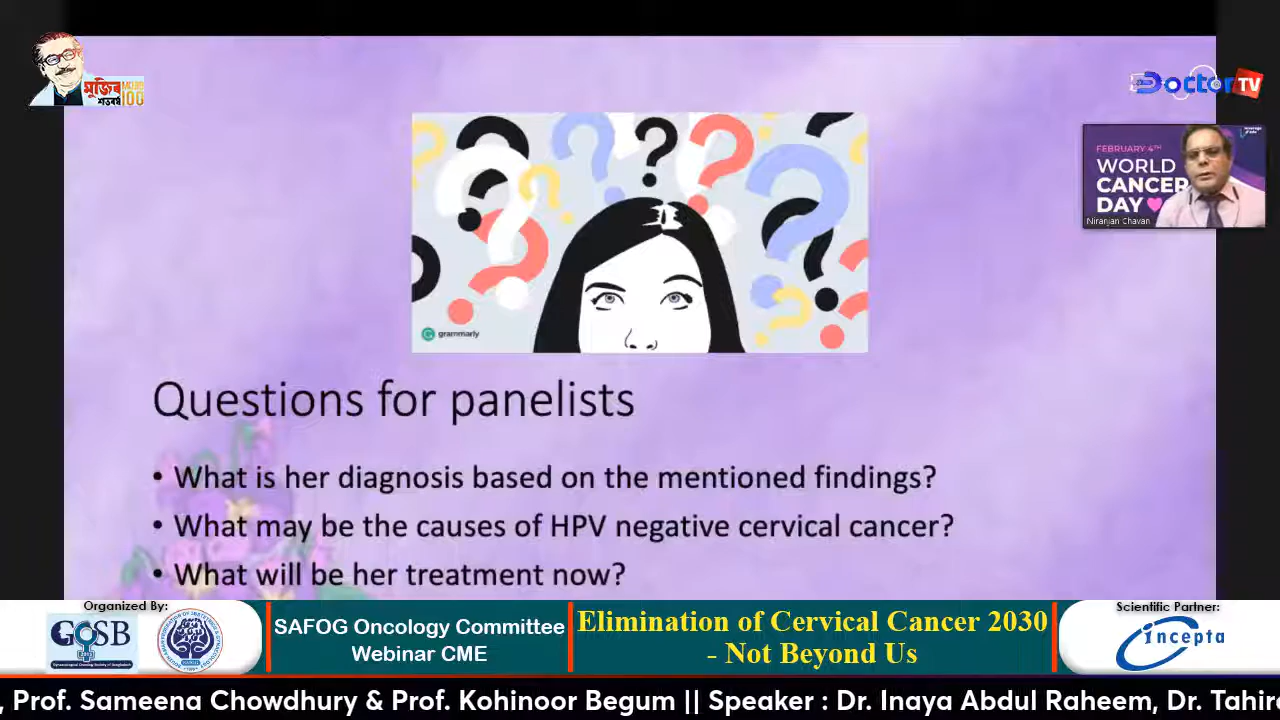 মুজিব
শতবর্ষ
100
Doctor TV
FEBRUARY 4TH
WORLD
CANCER
DAY
Niranjan Chavan
grammarly
Questions for panelists
• What is her diagnosis based on the mentioned findings?
• What may be the causes of HPV negative cervical cancer?
• What will be her treatment now?
Organized By:
GOSB
SAFOG Oncology Committee
Webinar CME
Elimination of Cervical Cancer 2030
- Not Beyond Us
Scientific Partner:
incepta
, Prof. Sameena Chowdhury & Prof. Kohinoor Begum || Speaker : Dr. Inaya Abdul Raheem, Dr. Tahir